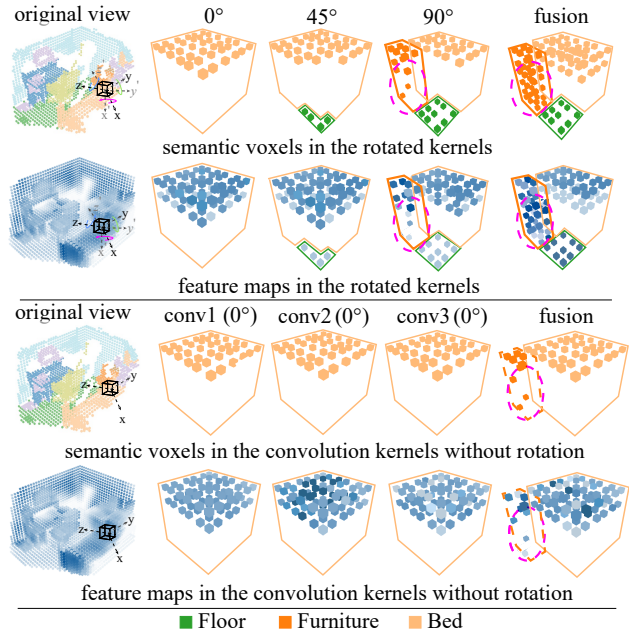 original view 0° 45° 90° fusion
z y y x x
semantic voxels in the rotated kernels
z y y x x
feature maps in the rotated kernels
original view conv1 (0°) conv2 (0°) conv3 (0°) fusion
z y x
semantic voxels in the convolution kernels without rotation
z y x
feature maps in the convolution kernels without rotation
Floor Furniture Bed